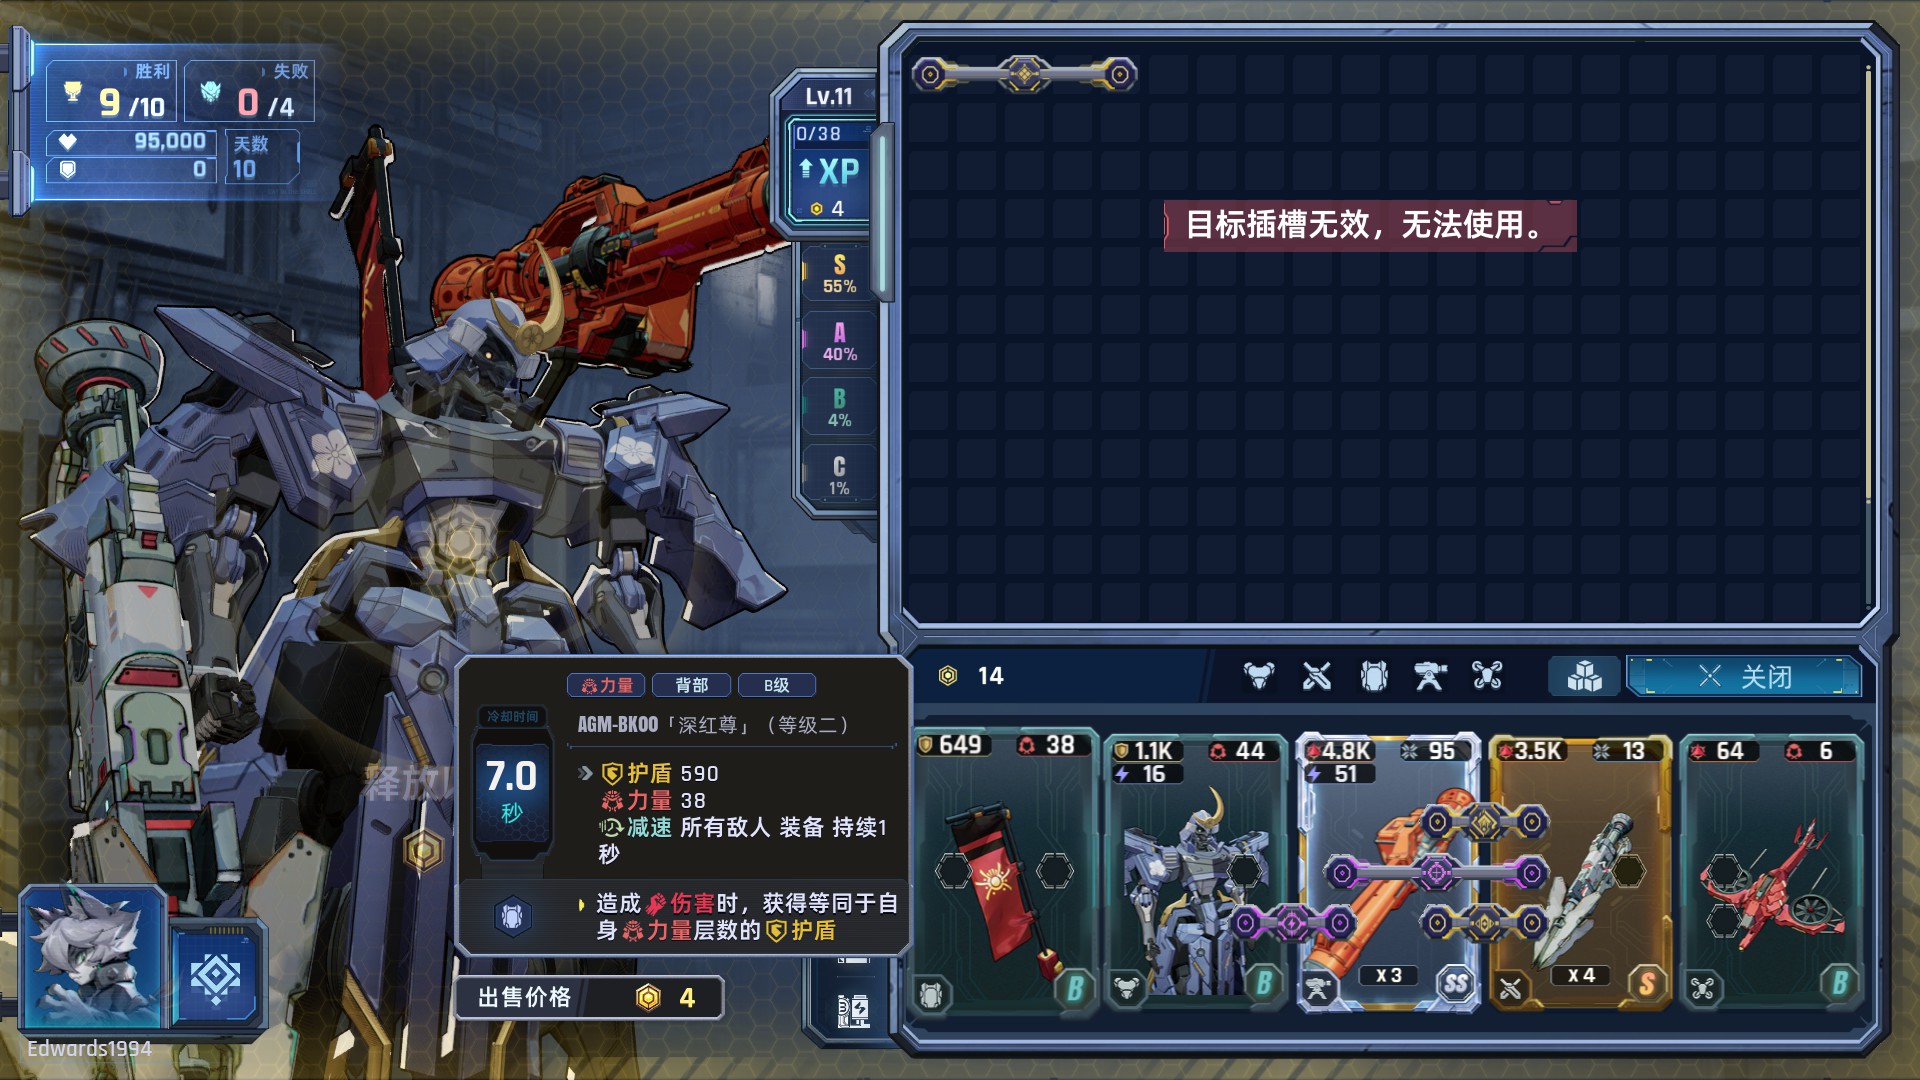 胜利
9 /10
失败
0 /4
95,000
0
天数
10
Lv.11
0/38
XP
4
S
55%
A
40%
B
4%
C
1%
目标插槽无效，无法使用。
力量
背部
B级
冷却时间
7.0
秒
AGM-BK00「深红尊」（等级二）
护盾 590
力量 38
减速 所有敌人 装备 持续1
秒
造成 伤害时，获得等同于自
身 力量层数的 护盾
释放
出售价格
4
14
关闭
649
38
B
1.1K
44
16
B
4.8K
95
51
x3
SS
3.5K
13
x4
S
64
6
B
Edwards1994